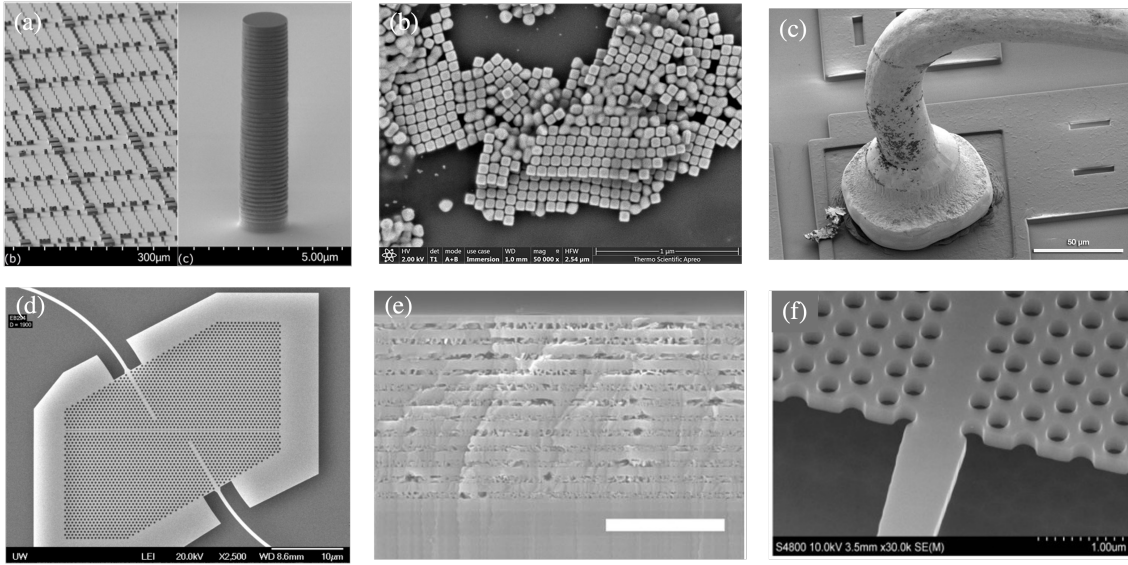 (a)
(b)
300μm
(c)
5.00μm
(b)
HV det mode use case WD mag HFW
2.00 kV T1 A+B Immersion 1.0 mm 50 000 x 2.54 μm
1 μm
Thermo Scientific Apreo
(c)
50 μm
(d)
EB294
D = 1900
UW LEI 20.0kV X2,500 WD 8.6mm 10μm
(e)
(f)
S4800 10.0kV 3.5mm x30.0k SE(M) 1.00um